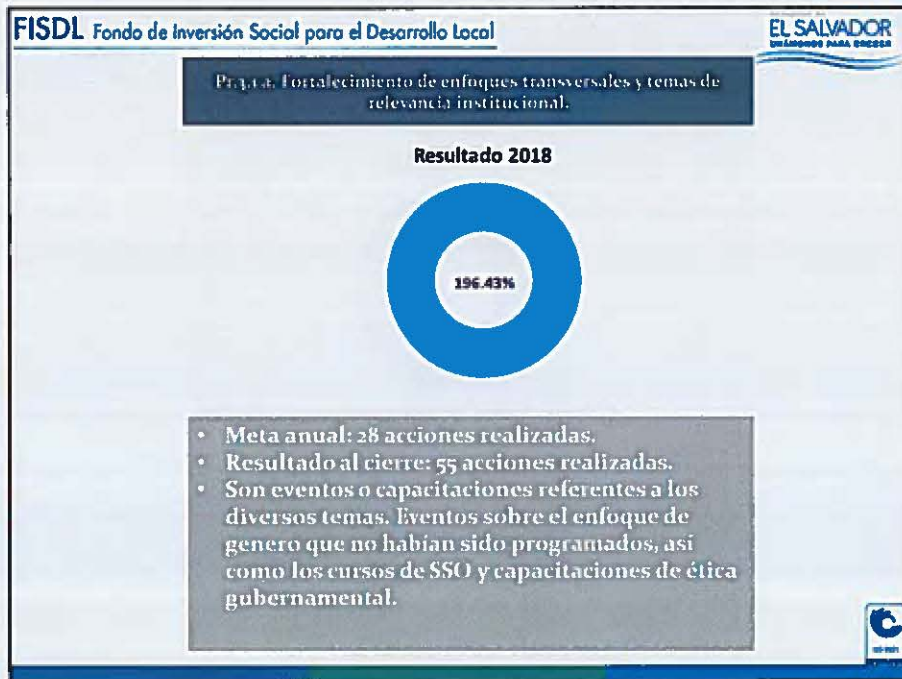 FISDL Fondo de Inversión Social para el Desarrollo Local
EL SALVADOR
UNÁMONOS PARA CRECER
Fortalecimiento de enfoques transversales y temas de
relevancia institucional.
Resultado 2018
196.43%
• Meta anual: 28 acciones realizadas.
• Resultado al cierre: 55 acciones realizadas.
• Son eventos o capacitaciones referentes a los
diversos temas. Eventos sobre el enfoque de
genero que no habían sido programados, así
como los cursos de SSO y capacitaciones de ética
gubernamental.